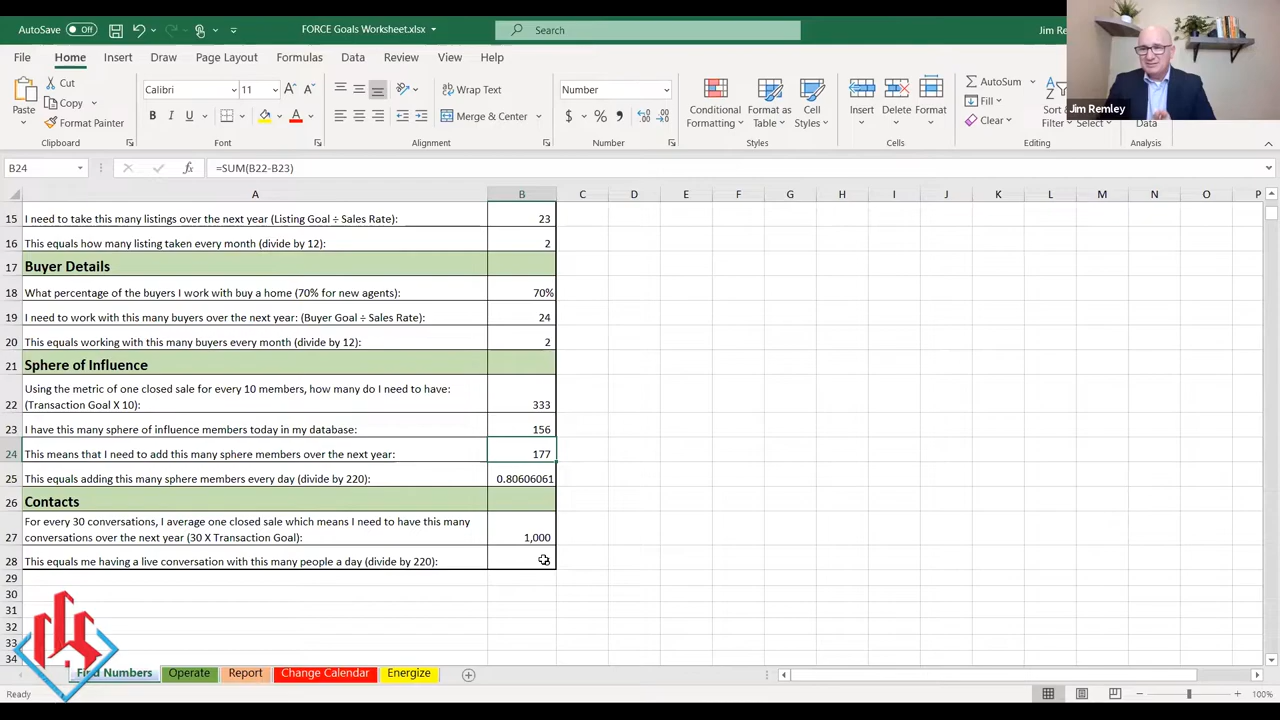 AutoSave Off
FORCE Goals Worksheet.xlsx
Search
Jim Re
Jim Remley
File Home Insert Draw Page Layout Formulas Data Review View Help
Paste
Cut
Copy
Format Painter
Clipboard
Calibri 11
B I U
Font
Wrap Text
Merge & Center
Alignment
Number
$ %
Number
Conditional Formatting
Format as Table
Cell Styles
Styles
Insert Delete Format
Cells
AutoSum
Fill
Clear
Sort &
Filter
Select
Editing
Data
Analysis
B24 fx =SUM(B22-B23)
A B C D E F G H I J K L M N O P
15 I need to take this many listings over the next year (Listing Goal ÷ Sales Rate): 23
16 This equals how many listing taken every month (divide by 12): 2
17 Buyer Details
18 What percentage of the buyers I work with buy a home (70% for new agents): 70%
19 I need to work with this many buyers over the next year: (Buyer Goal ÷ Sales Rate): 24
20 This equals working with this many buyers every month (divide by 12): 2
21 Sphere of Influence
Using the metric of one closed sale for every 10 members, how many do I need to have:
22 (Transaction Goal X 10): 333
23 I have this many sphere of influence members today in my database: 156
24 This means that I need to add this many sphere members over the next year: 177
25 This equals adding this many sphere members every day (divide by 220): 0.80606061
26 Contacts
For every 30 conversations, I average one closed sale which means I need to have this many
27 conversations over the next year (30 X Transaction Goal): 1,000
28 This equals me having a live conversation with this many people a day (divide by 220):
29
30
31
32
33
34
Find Numbers Operate Report Change Calendar Energize
Ready
100%